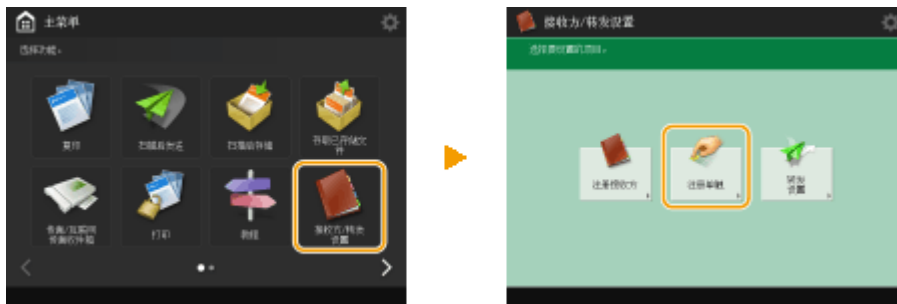 主菜单
选择功能。
复印
扫描后发送
扫描后存储
存取已存储文
件
传真/互联网
传真收件箱
打印
教程
接收方/转发
设置
接收方/转发设置
选择要设置的项目。
注册接收方
注册单触
转发
设置